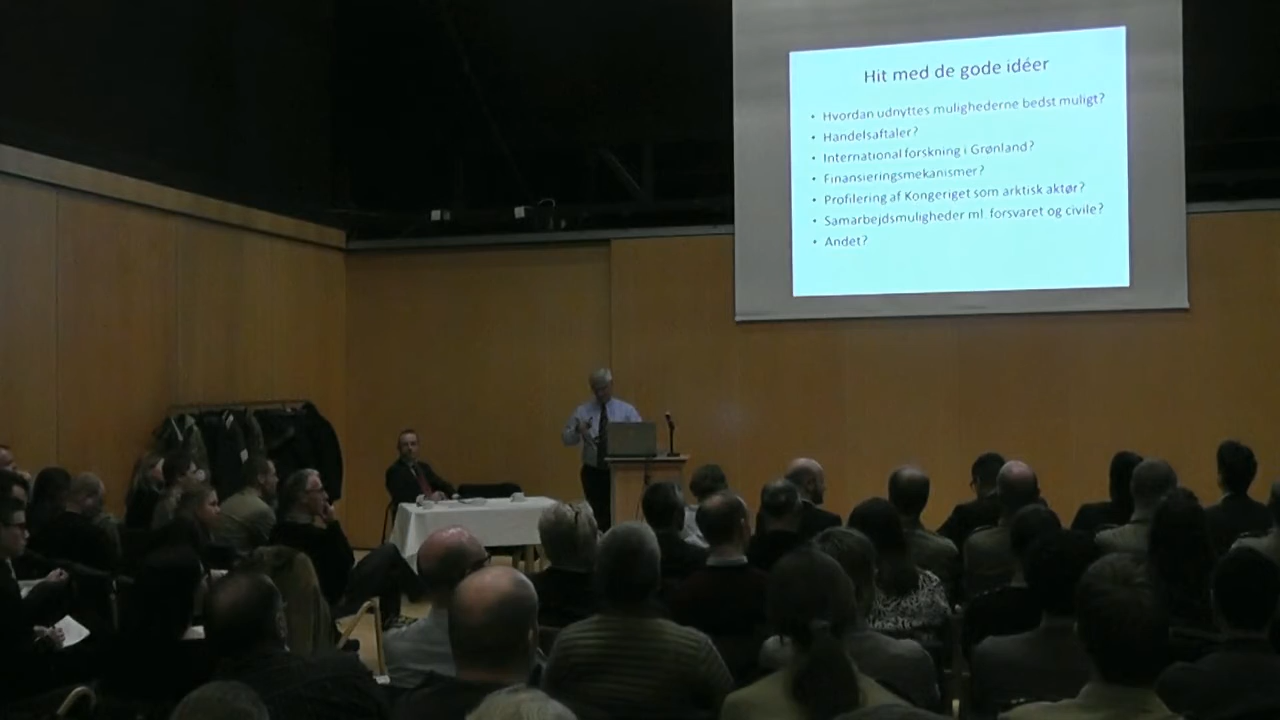 Hit med de gode idéer
• Hvordan udnyttes mulighederne bedst muligt?
• Handelsaftaler?
• International forskning i Grønland?
• Finansieringsmekanismer?
• Profilering af Kongeriget som arktisk aktør?
• Samarbejdsmuligheder ml. forsvaret og civile?
• Andet?